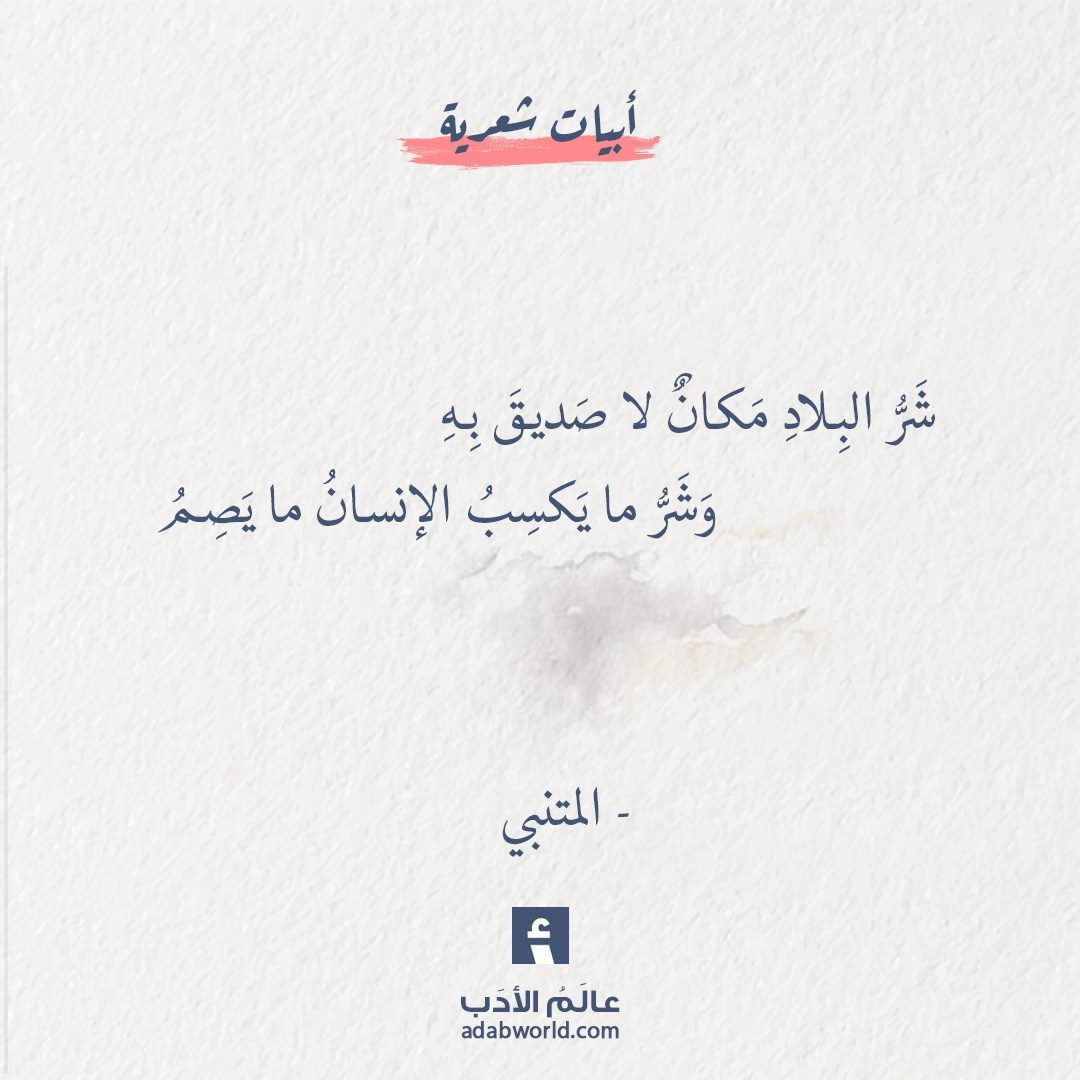 أبيات شعرية
شَرُّ البِلادِ مَكانٌ لا صَديقَ بِهِ
وَشَرُّ ما يَكسِبُ الإنسانُ ما يَصِمُ
- المتنبي
أ
عالَمُ الأدَب
adabworld.com